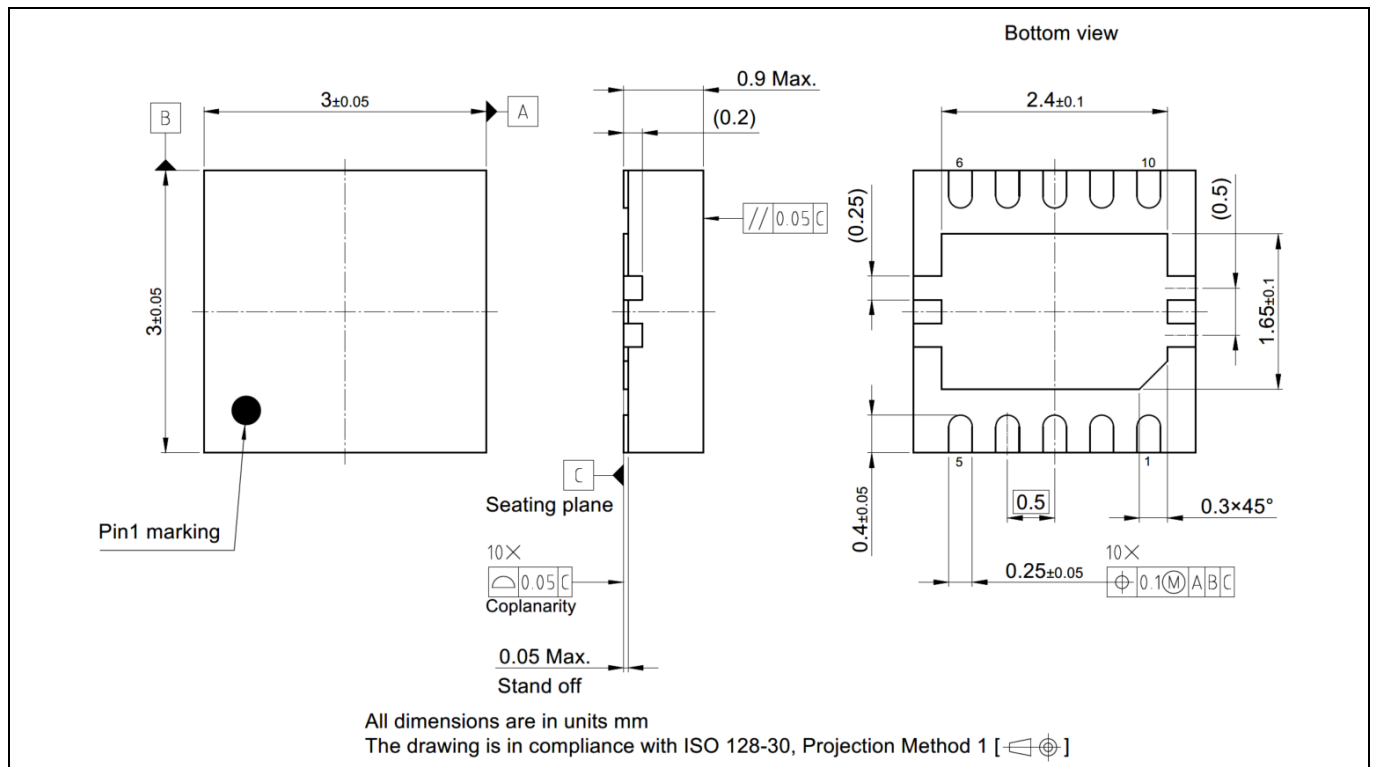 Bottom view
0.9 Max.
3±0.05
A
B
(0.2)
2.4±0.1
6
10
(0.25)
(0.5)
// 0.05 C
3±0.05
1.65±0.1
C
Seating plane
5
1
0.4±0.05
0.5
0.3×45°
Pin1 marking
10×
⌓ 0.05 C
Coplanarity
0.25±0.05
10×
⌖ 0.1 Ⓜ A B C
0.05 Max.
Stand off
All dimensions are in units mm
The drawing is in compliance with ISO 128-30, Projection Method 1 [ ]